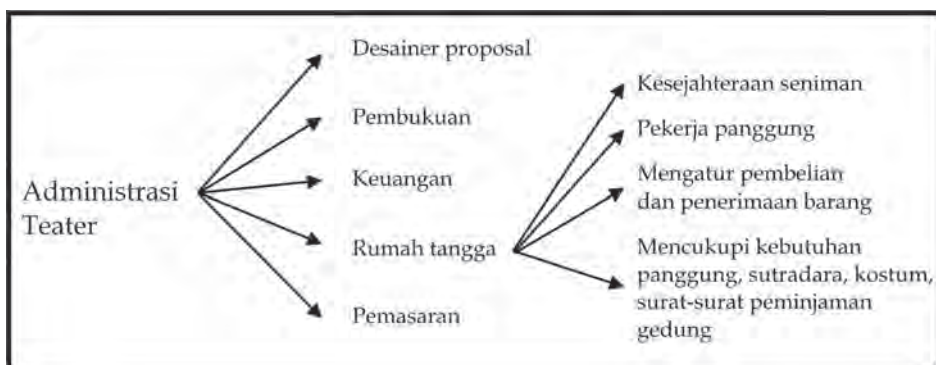 Administrasi
Teater
Desainer proposal
Pembukuan
Keuangan
Rumah tangga
Pemasaran
Kesejahteraan seniman
Pekerja panggung
Mengatur pembelian
dan penerimaan barang
Mencukupi kebutuhan
panggung, sutradara, kostum,
surat-surat peminjaman
gedung